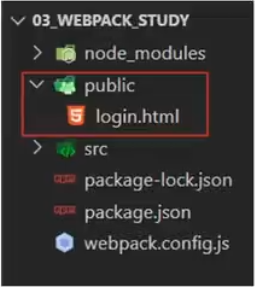 03_WEBPACK_STUDY
node_modules
public
login.html
src
package-lock.json
package.json
webpack.config.js